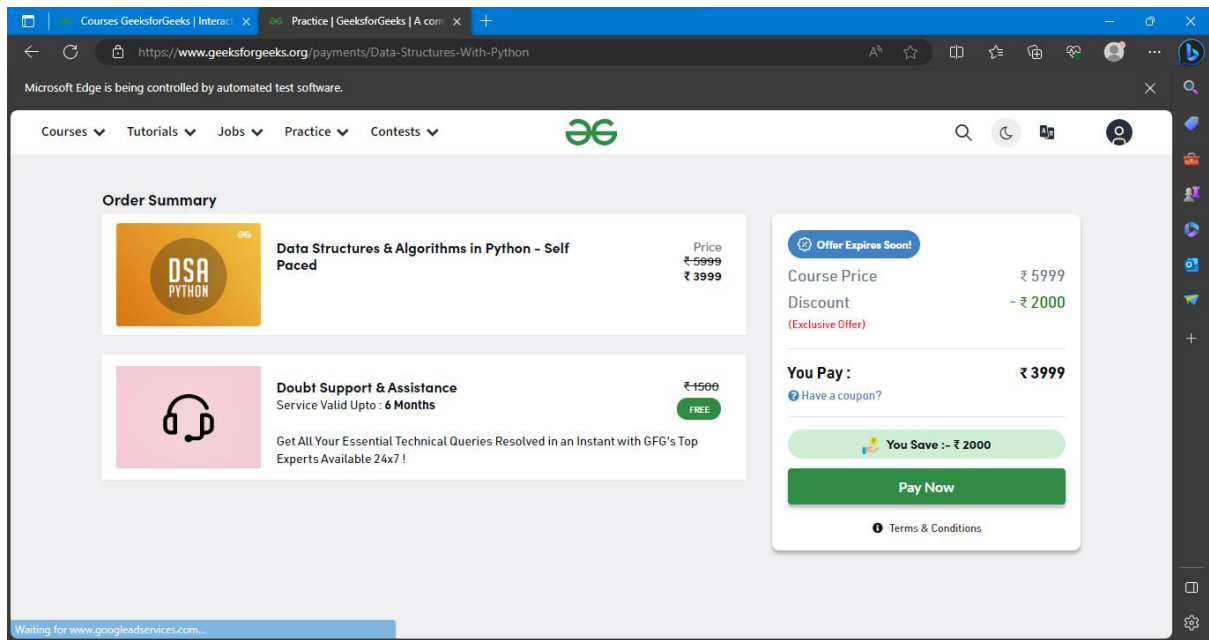 Courses GeeksforGeeks | Interact
Practice | GeeksforGeeks | A com
https://www.geeksforgeeks.org/payments/Data-Structures-With-Python
Microsoft Edge is being controlled by automated test software.
Courses
Tutorials
Jobs
Practice
Contests
Order Summary
DSA
PYTHON
Data Structures & Algorithms in Python - Self
Paced
Price
₹ 5999
₹ 3999
Doubt Support & Assistance
Service Valid Upto : 6 Months
₹ 1500
FREE
Get All Your Essential Technical Queries Resolved in an Instant with GFG's Top
Experts Available 24x7 !
Offer Expires Soon!
Course Price ₹ 5999
Discount - ₹ 2000
(Exclusive Offer)
You Pay : ₹ 3999
Have a coupon?
You Save :- ₹ 2000
Pay Now
Terms & Conditions
Waiting for www.googleadservices.com...